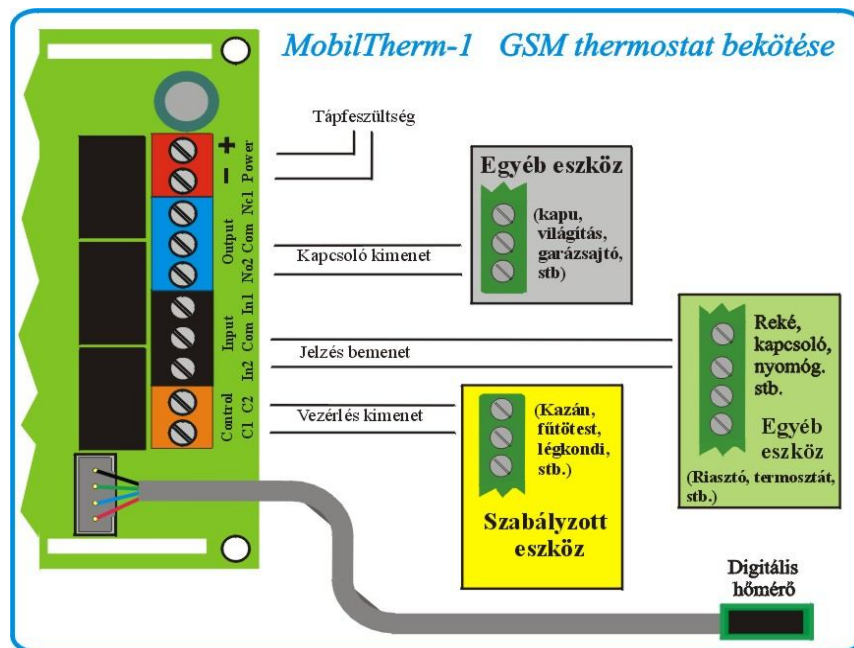 MobilTherm-1 GSM thermostat bekötése
Tápfeszültség
+
−
Power
Nc1
Com
No2
Output
In1
Com
In2
Input
C2
C1
Control
Kapcsoló kimenet
Jelzés bemenet
Vezérlés kimenet
Egyéb eszköz
(kapu,
világítás,
garázsajtó,
stb)
Reké,
kapcsoló,
nyomóg.
stb.
Egyéb
eszköz
(Riasztó, termosztát,
stb.)
(Kazán,
fűtötest,
légkondi,
stb.)
Szabályzott
eszköz
Digitális
hőmérő